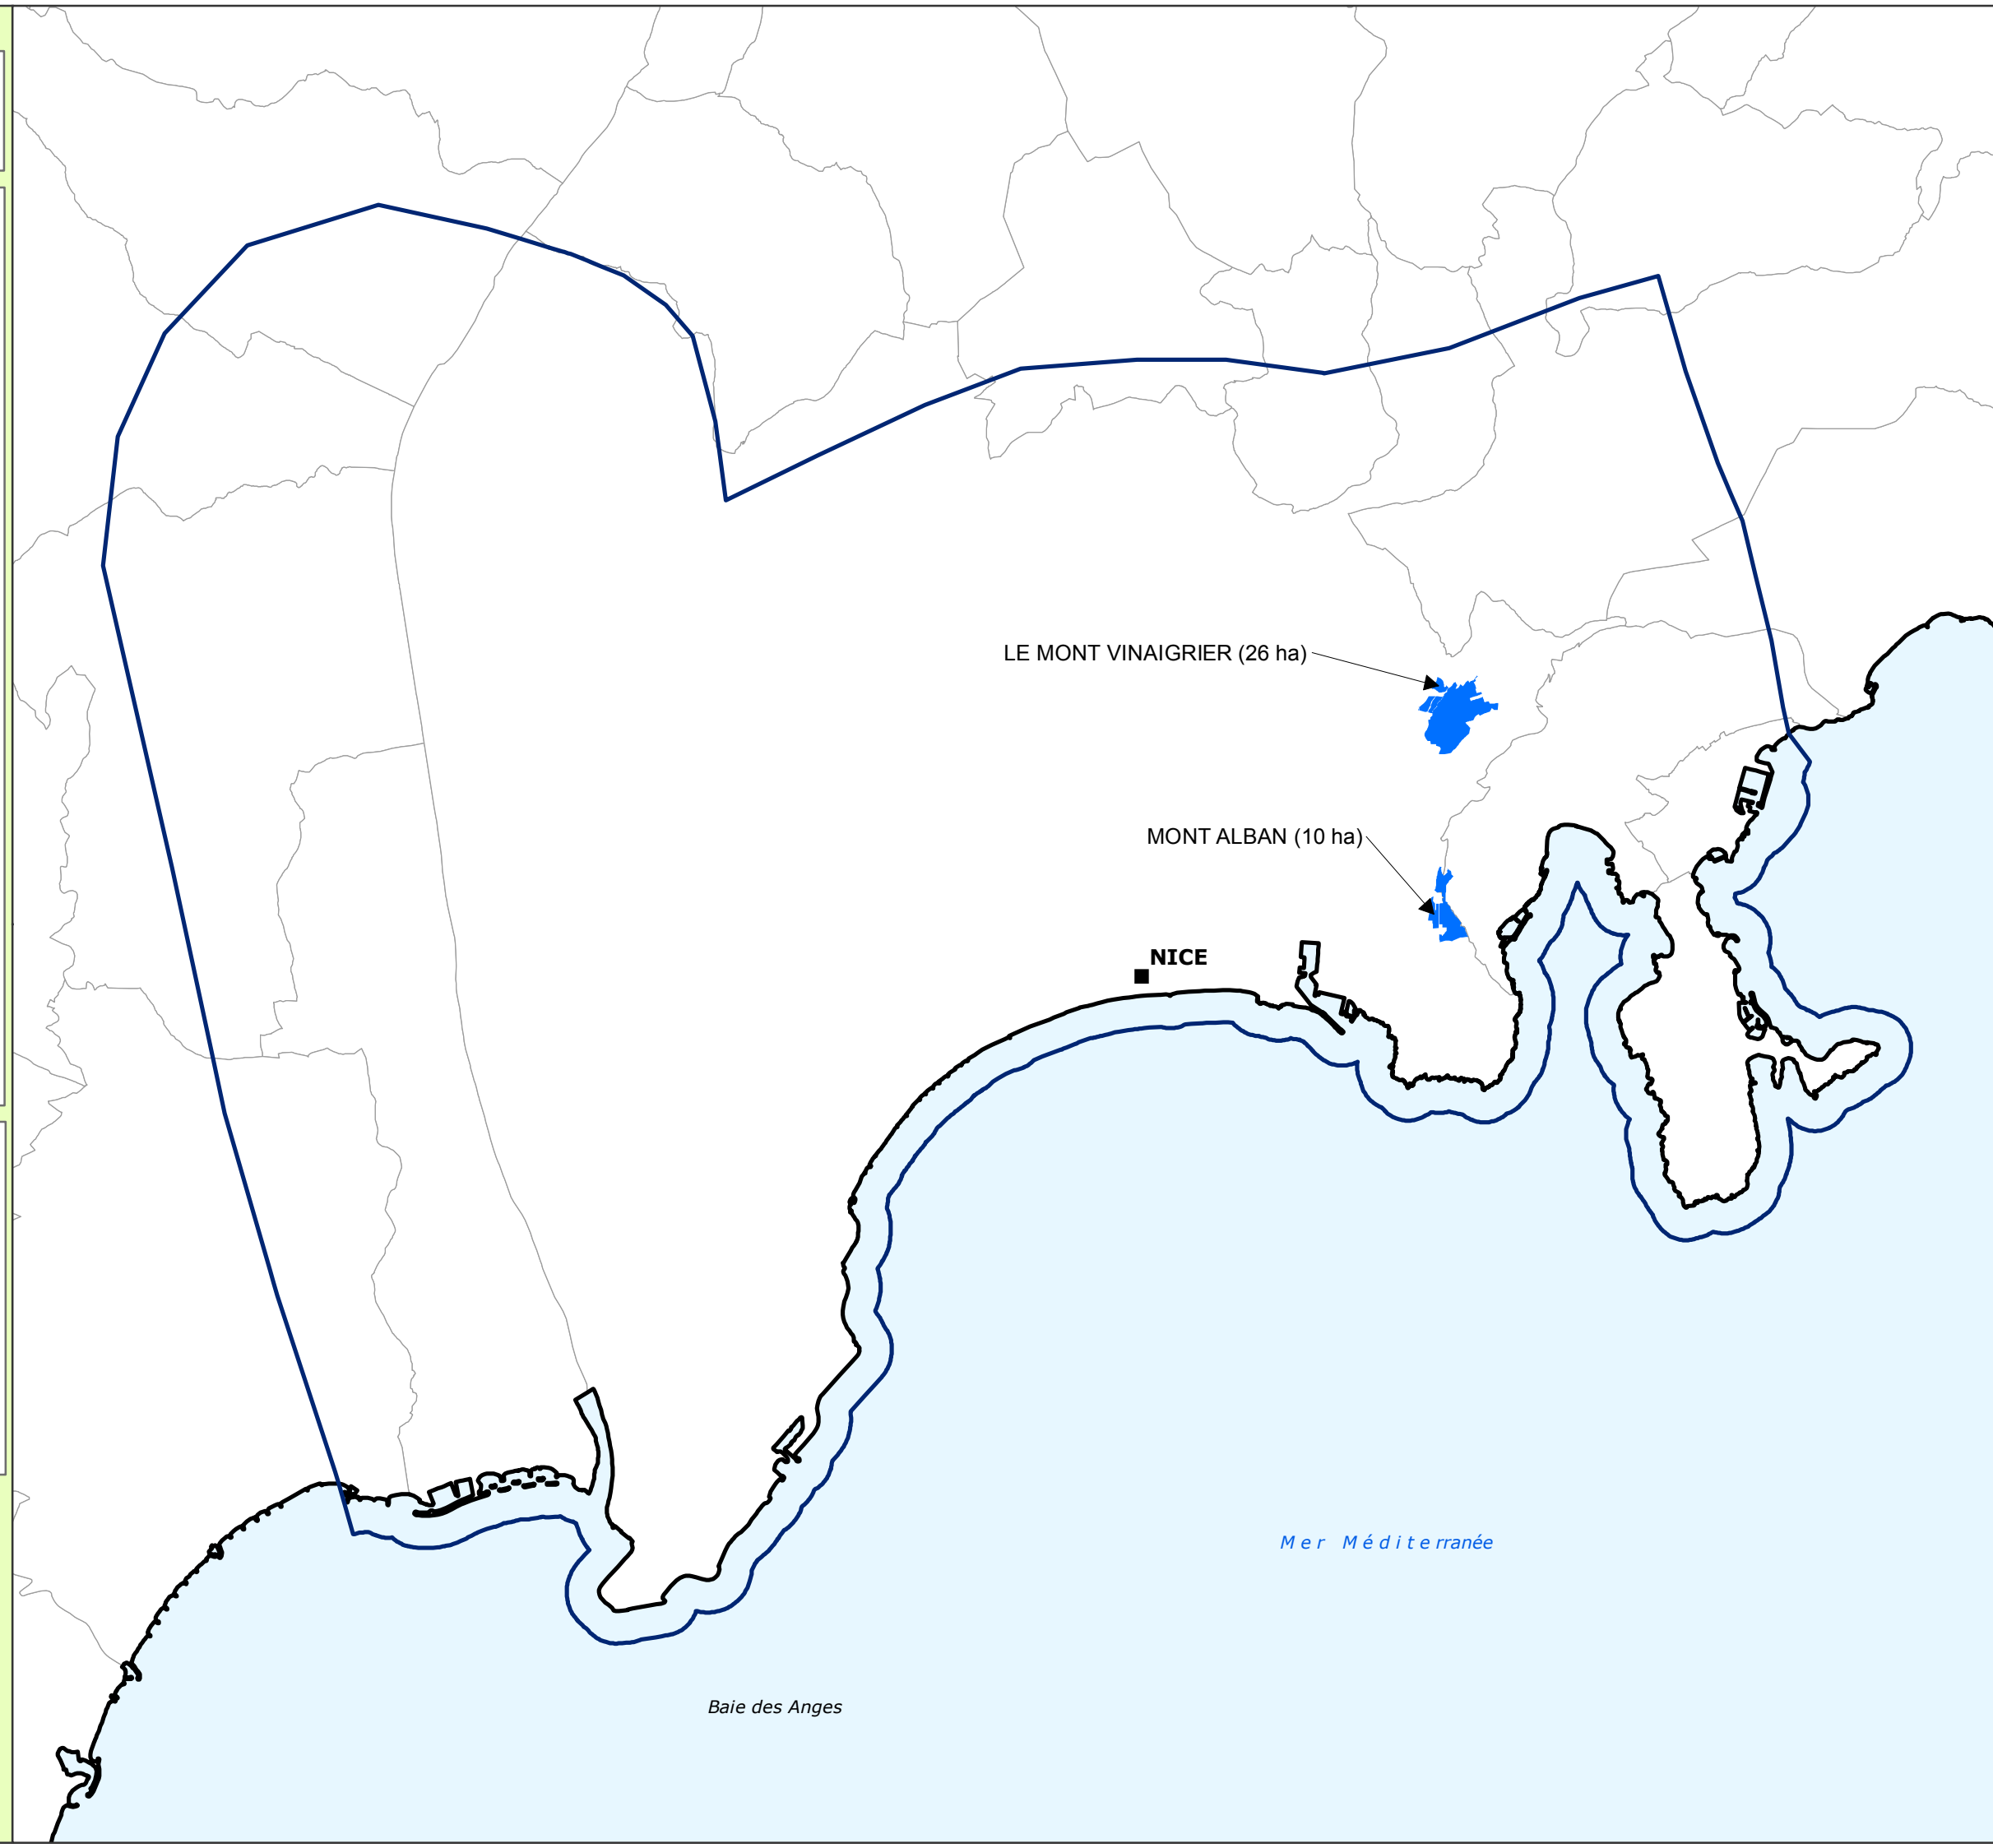 LE MONT VINAIGRIER (26 ha)
MONT ALBAN (10 ha)
NICE
Mer Méditerranée
Baie des Anges